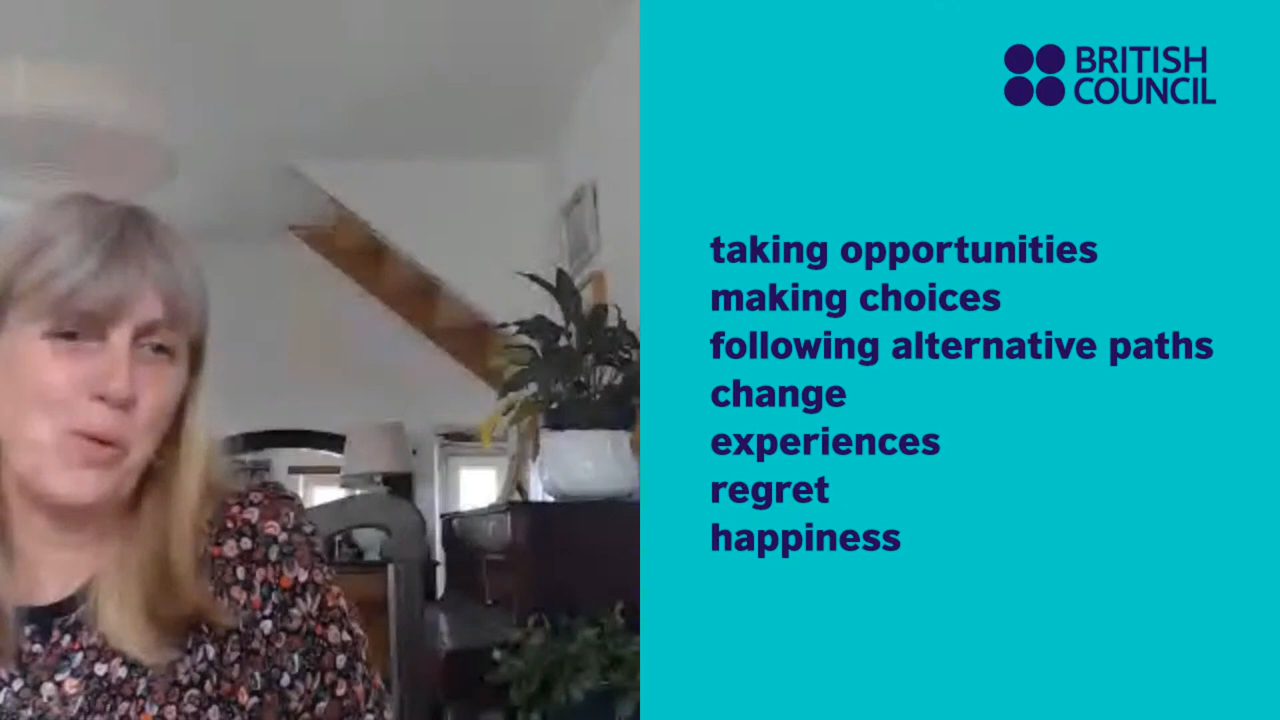 BRITISH
COUNCIL
taking opportunities
making choices
following alternative paths
change
experiences
regret
happiness